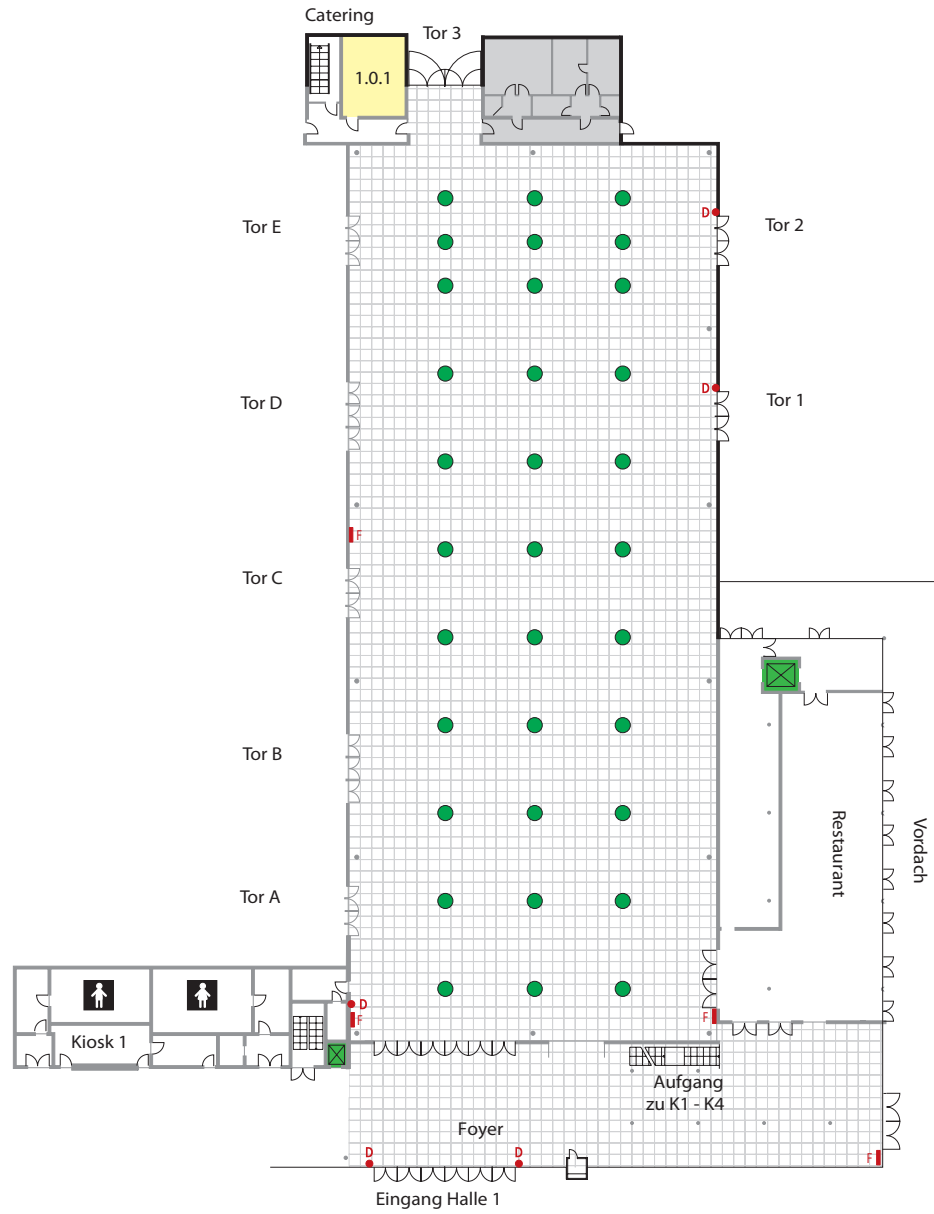 Catering
Tor 3
1.0.1
Tor E
D
Tor 2
Tor D
D
Tor 1
F
Tor C
Tor B
Restaurant
Vordach
Tor A
D
F
F
Kiosk 1
Aufgang
zu K1 - K4
Foyer
D
D
F
Eingang Halle 1